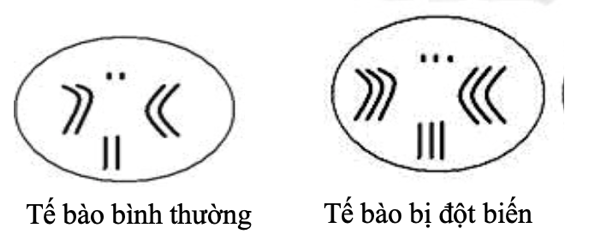 Tế bào bình thường
Tế bào bị đột biến